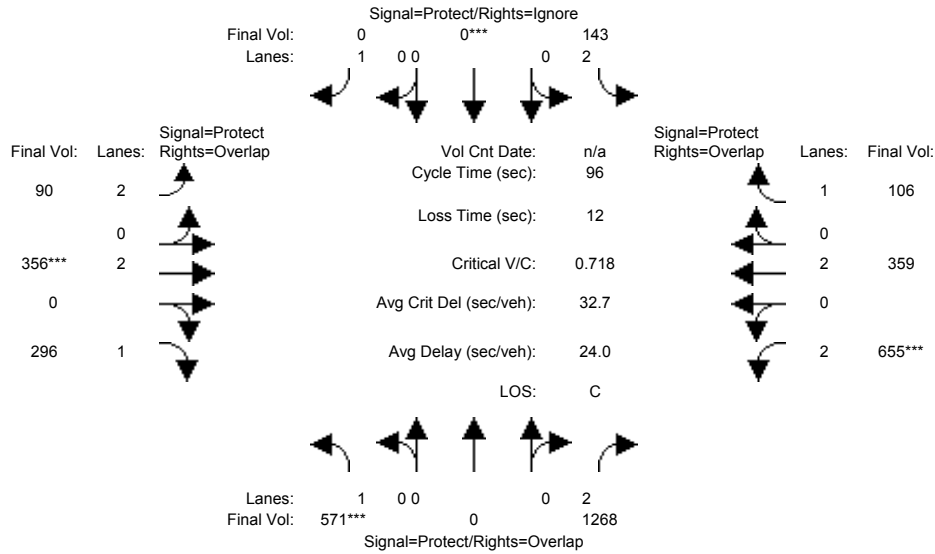 Signal=Protect/Rights=Ignore
Final Vol: 0 0*** 143
Lanes: 1 0 0 0 2
Signal=Protect Signal=Protect
Final Vol: Lanes: Rights=Overlap Vol Cnt Date: n/a Rights=Overlap Lanes: Final Vol:
Cycle Time (sec): 96
90 2 1 106
Loss Time (sec): 12
0 0
356*** 2 Critical V/C: 0.718 2 359
0 Avg Crit Del (sec/veh): 32.7 0
296 1 Avg Delay (sec/veh): 24.0 2 655***
LOS: C
Lanes: 1 0 0 0 2
Final Vol: 571*** 0 1268
Signal=Protect/Rights=Overlap